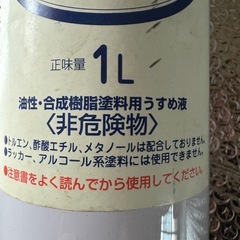 正味量 1L
油性・合成樹脂塗料用うすめ液
〈非危険物〉
●トルエン、酢酸エチル、メタノールは配合しておりません。
●ラッカー、アルコール系塗料には使用できません。
●注意書をよく読んでから使用してください。